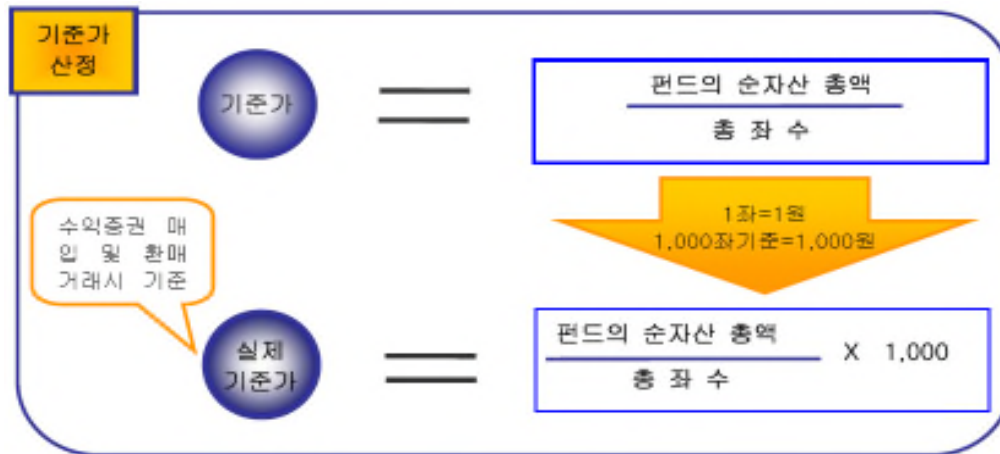 기준가
산정
기준가
펀드의 순자산 총액
총 좌 수
1좌=1원
1,000좌기준=1,000원
수익증권 매
입 및 환매
거래시 기준
실제
기준가
펀드의 순자산 총액
총 좌 수
X 1,000